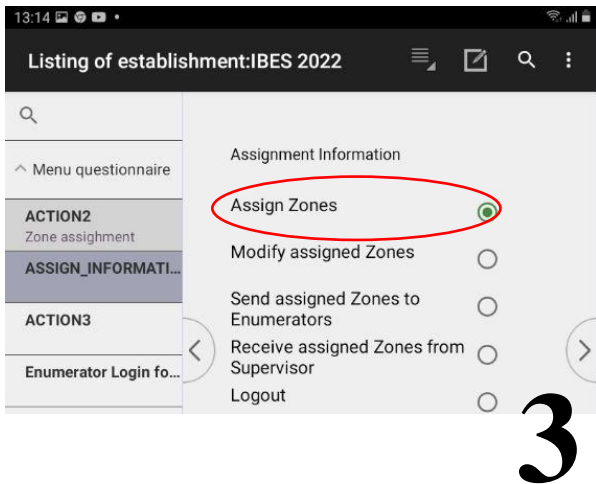 13:14
Listing of establishment:IBES 2022
Menu questionnaire
ACTION2
Zone assighment
ASSIGN_INFORMATI...
ACTION3
Enumerator Login fo...
Assignment Information
Assign Zones
Modify assigned Zones
Send assigned Zones to
Enumerators
Receive assigned Zones from
Supervisor
Logout
3